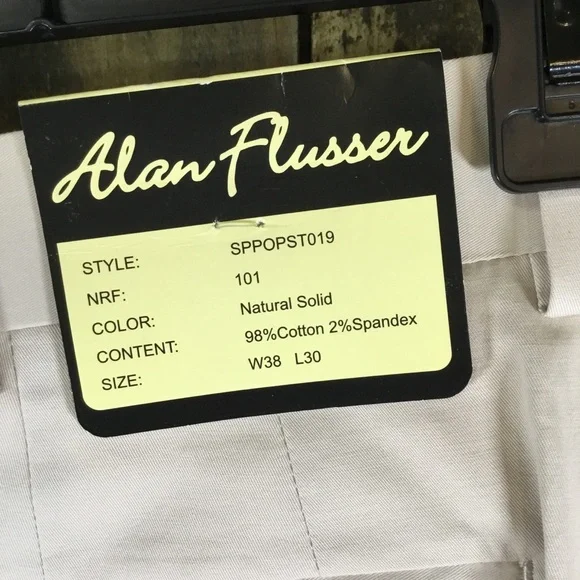 Alan Flusser
STYLE: SPPOPST019
NRF: 101
COLOR: Natural Solid
CONTENT: 98%Cotton 2%Spandex
SIZE: W38 L30